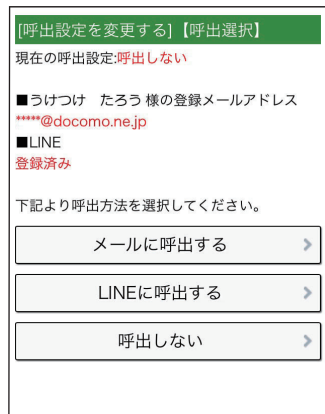 [呼出設定を変更する]【呼出選択】
現在の呼出設定:呼出しない
■うけつけ　たろう 様の登録メールアドレス
*****@docomo.ne.jp
■LINE
登録済み
下記より呼出方法を選択してください。
メールに呼出する
LINEに呼出する
呼出しない